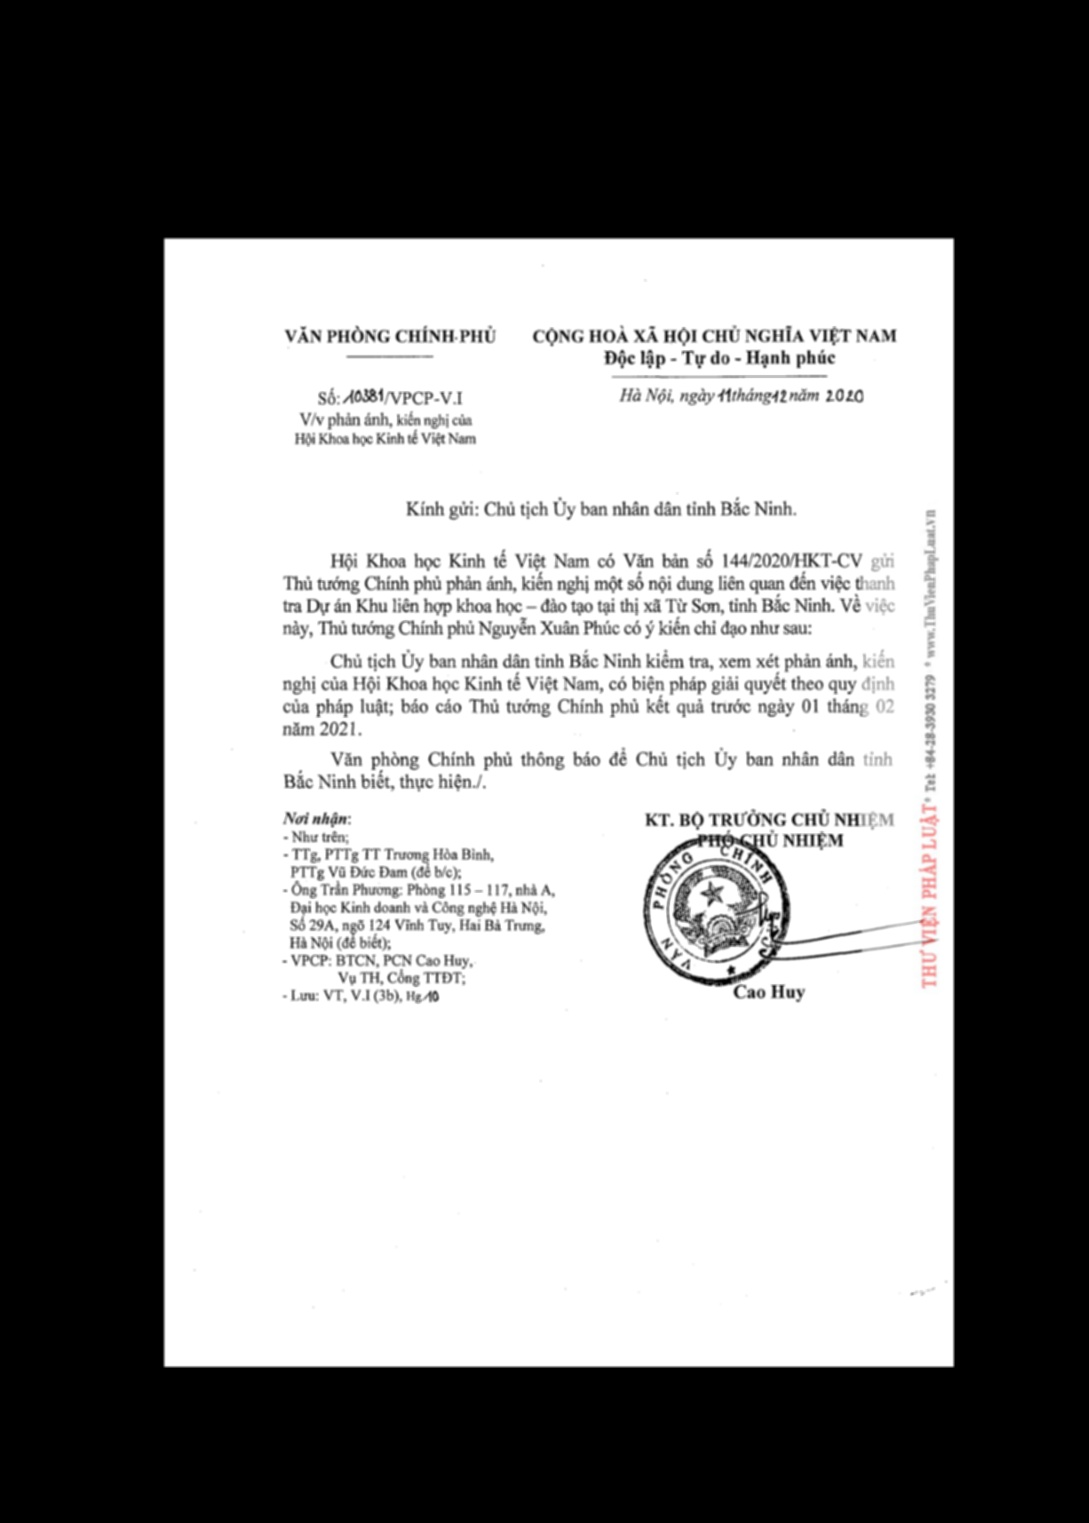 VĂN PHÒNG CHÍNH PHỦ
CỘNG HOÀ XÃ HỘI CHỦ NGHĨA VIỆT NAM
Độc lập - Tự do - Hạnh phúc
Số: 10381/VPCP-V.I
Hà Nội, ngày 11 tháng 12 năm 2020
V/v phản ánh, kiến nghị của
Hội Khoa học Kinh tế Việt Nam
Kính gửi: Chủ tịch Ủy ban nhân dân tỉnh Bắc Ninh.
Hội Khoa học Kinh tế Việt Nam có Văn bản số 144/2020/HKT-CV gửi
Thủ tướng Chính phủ phản ánh, kiến nghị một số nội dung liên quan đến việc thanh
tra Dự án Khu liên hợp khoa học – đào tạo tại thị xã Từ Sơn, tỉnh Bắc Ninh. Về việc
này, Thủ tướng Chính phủ Nguyễn Xuân Phúc có ý kiến chỉ đạo như sau:
Chủ tịch Ủy ban nhân dân tỉnh Bắc Ninh kiểm tra, xem xét phản ánh, kiến
nghị của Hội Khoa học Kinh tế Việt Nam, có biện pháp giải quyết theo quy định
của pháp luật; báo cáo Thủ tướng Chính phủ kết quả trước ngày 01 tháng 02
năm 2021.
Văn phòng Chính phủ thông báo để Chủ tịch Ủy ban nhân dân tỉnh
Bắc Ninh biết, thực hiện./.
Nơi nhận:
- Như trên;
- TTg, PTTg TT Trương Hòa Bình,
PTTg Vũ Đức Đam (để b/c);
- Ông Trần Phương: Phòng 115 – 117, nhà A,
Đại học Kinh doanh và Công nghệ Hà Nội,
Số 29A, ngõ 124 Vĩnh Tuy, Hai Bà Trưng,
Hà Nội (để biết);
- VPCP: BTCN, PCN Cao Huy,
Vụ TH, Cổng TTĐT;
- Lưu: VT, V.I (3b), Hg.10
KT. BỘ TRƯỞNG CHỦ NHIỆM
PHÓ CHỦ NHIỆM
VĂN PHÒNG CHÍNH
Cao Huy
THƯ VIỆN PHÁP LUẬT * Tel: +84-28-3930 3279 * www.ThuVienPhapLuat.vn